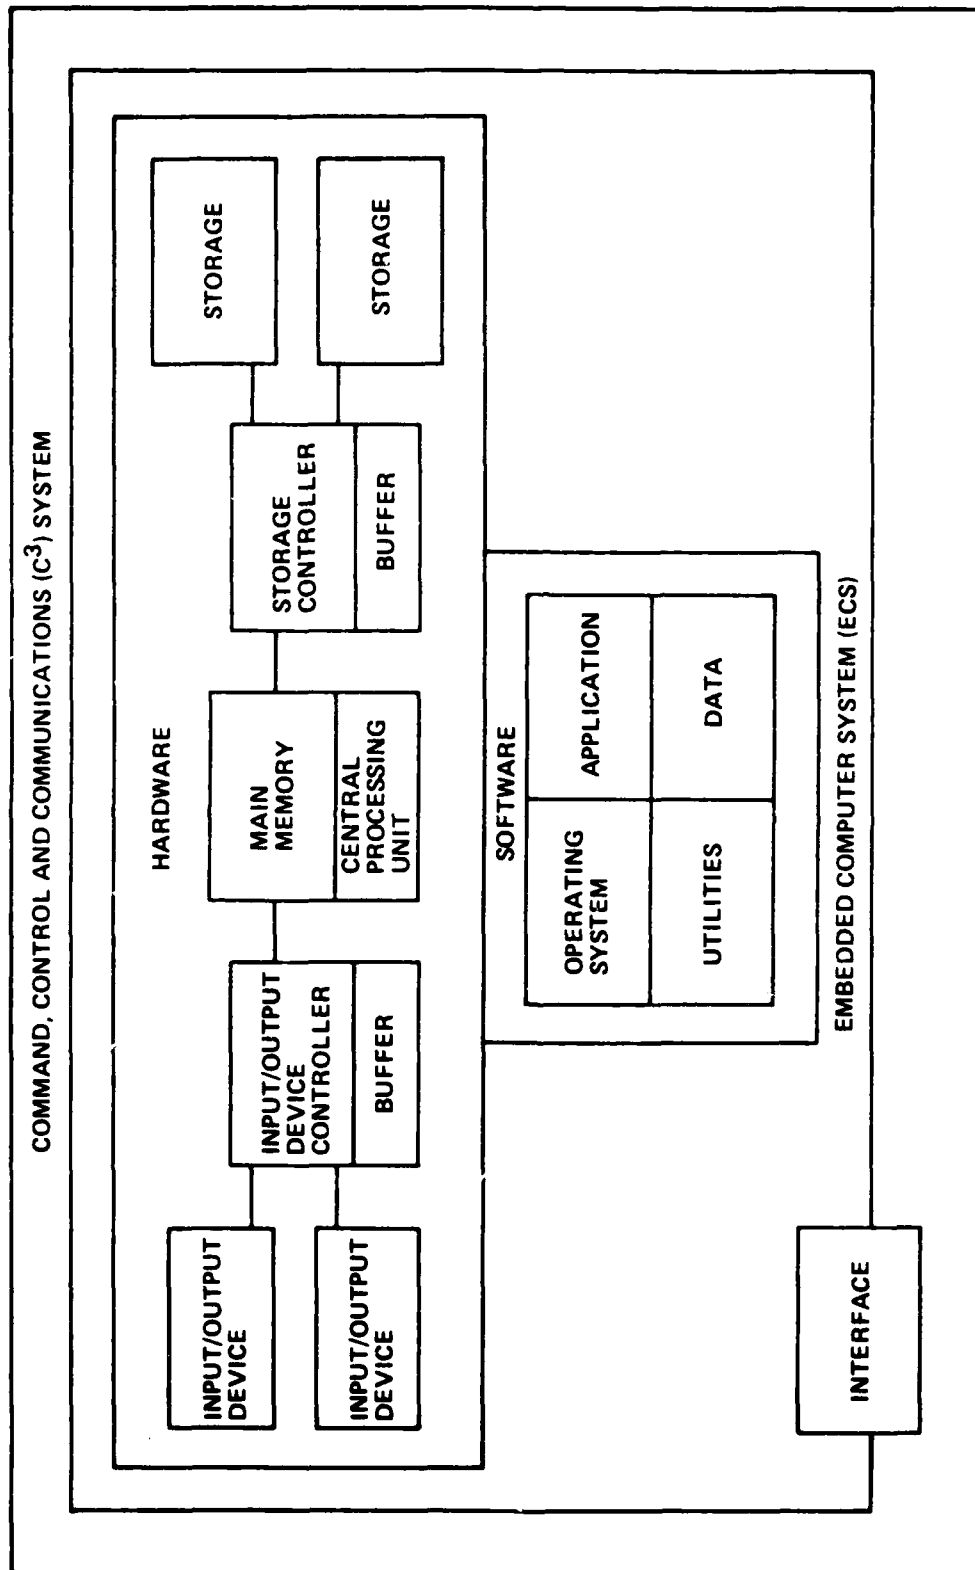 COMMAND, CONTROL AND COMMUNICATIONS (C³) SYSTEM
HARDWARE
INPUT/OUTPUT
DEVICE
INPUT/OUTPUT
DEVICE
INPUT/OUTPUT
DEVICE
CONTROLLER
BUFFER
MAIN
MEMORY
CENTRAL
PROCESSING
UNIT
STORAGE
CONTROLLER
BUFFER
STORAGE
STORAGE
SOFTWARE
OPERATING
SYSTEM
APPLICATION
UTILITIES
DATA
EMBEDDED COMPUTER SYSTEM (ECS)
INTERFACE